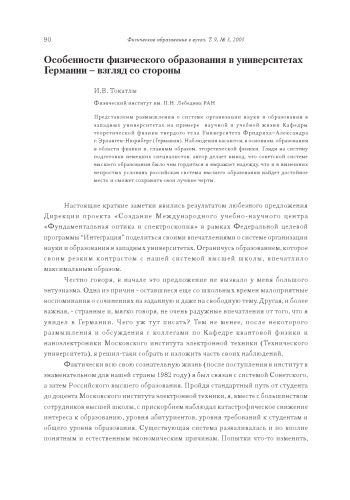 90
Физическое образование в вузах. Т. 9, № 3, 2003
Особенности физического образования в университетах
Германии – взгляд со стороны
И.В. Токатлы
Физический институт им. П.Н. Лебедева РАН
Представлены размышления о системе организации науки и образования в
западных университетах на примере научной и учебной жизни Кафедры
теоретической физики твердого тела Университета Фридриха-Александра
г. Эрланген-Нюрнберг (Германия). Наблюдения касаются, в основном, образования
в области физики и, главным образом, теоретической физики. Глядя на систему
подготовки немецких специалистов, автор делает вывод, что советской системе
высшего образования было чем гордиться и выражает надежду, что и в нынешних
непростых условиях российская система высшего образования найдет достойное
место и сможет сохранить свои лучшие черты.
Настоящие краткие заметки явились результатом любезного предложения
Дирекции проекта «Создание Международного учебно-научного центра
«Фундаментальная оптика и спектроскопия» в рамках Федеральной целевой
программы "Интеграция" поделиться своими впечатлениями о системе организации
науки и образования в западных университетах. Ограничусь образованием, которое
своим резким контрастом с нашей системой высшей школы, впечатлило
максимальным образом.
Честно говоря, в начале это предложение не вызвало у меня большого
энтузиазма. Одна из причин - оставшиеся еще со школьных времен малоприятные
воспоминания о сочинениях на заданную и даже на свободную тему. Другая, и более
важная, - странные и, мягко говоря, не очень радужные впечатления от того, что я
увидел в Германии. Чего уж тут писать? Тем не менее, после некоторого
размышления и обсуждения с коллегами по Кафедре квантовой физики и
наноэлектроники Московского института электронной техники (Технического
университета), я решил-таки собрать и изложить часть своих наблюдений.
Фактически всю свою сознательную жизнь (после поступления в институт в
знаменательном для нашей страны 1982 году) я был связан с системой Советского,
а затем Российского высшего образования. Пройдя стандартный путь от студента
до доцента Московского института электронной техники, я, вместе с большинством
сотрудников высшей школы, с прискорбием наблюдал катастрофическое снижение
интереса к образованию, уровня абитуриентов, уровня требований к студентам и
общего уровня образования. Существующая система разваливалась и по вполне
понятным и естественным экономическим причинам. Попытки что-то изменить,